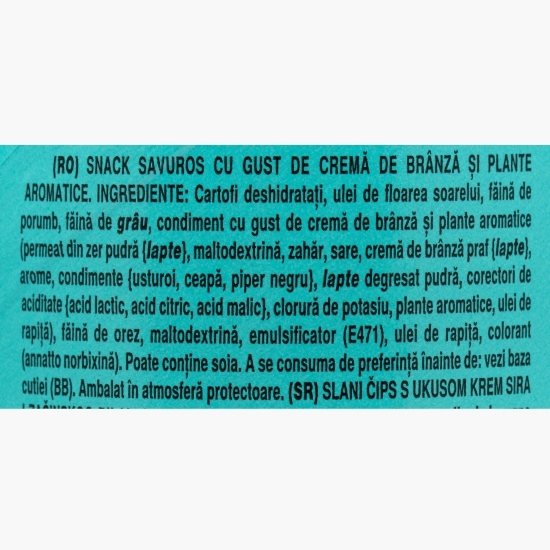 (RO) SNACK SAVUROS CU GUST DE CREMĂ DE BRÂNZĂ ȘI PLANTE
AROMATICE. INGREDIENTE: Cartofi deshidratați, ulei de floarea soarelui, făină de
porumb, făină de grâu, condiment cu gust de cremă de brânză și plante aromatice
(permeat din zer pudră {lapte}, maltodextrină, zahăr, sare, cremă de brânză praf {lapte},
arome, condimente {usturoi, ceapă, piper negru}, lapte degresat pudră, corectori de
aciditate {acid lactic, acid citric, acid malic}, clorură de potasiu, plante aromatice, ulei de
rapiță), făină de orez, maltodextrină, emulsificator (E471), ulei de rapiță, colorant
(annatto norbixină). Poate conține soia. A se consuma de preferință înainte de: vezi baza
cutiei (BB). Ambalat în atmosferă protectoare. (SR) SLANI ČIPS S UKUSOM KREM SIRA